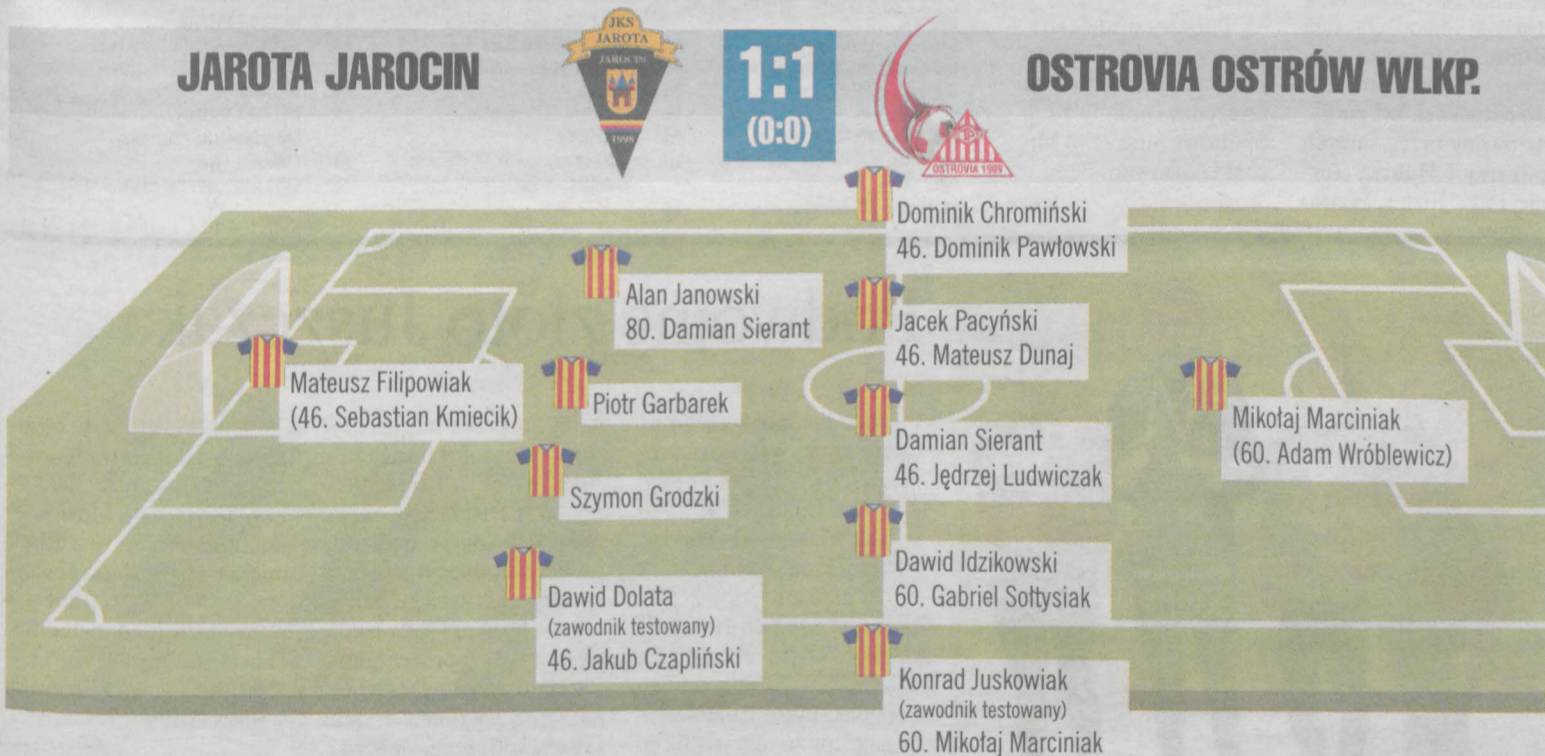 JAROTA JAROCIN
JKS
JAROTA
JAROCIN
1998
1:1
(0:0)
OSTROVIA 1909
OSTROVIA OSTRÓW WLKP.
Dominik Chromiński
46. Dominik Pawłowski
Alan Janowski
80. Damian Sierant
Jacek Pacyński
46. Mateusz Dunaj
Mateusz Filipowiak
(46. Sebastian Kmiecik)
Piotr Garbarek
Mikołaj Marciniak
(60. Adam Wróblewicz)
Damian Sierant
46. Jędrzej Ludwiczak
Szymon Grodzki
Dawid Idzikowski
60. Gabriel Sołtysiak
Dawid Dolata
(zawodnik testowany)
46. Jakub Czapliński
Konrad Juskowiak
(zawodnik testowany)
60. Mikołaj Marciniak